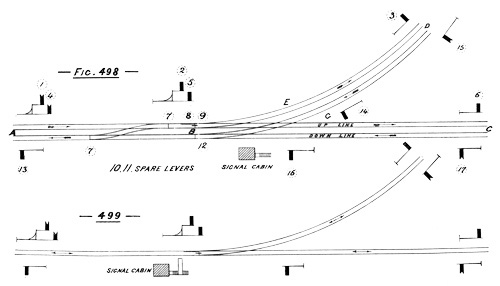 3
D
15
— FIG. 498 —
1
4
2
5
E
6
7
8
9
G
14
A
B
UP LINE
DOWN LINE
C
13
7
12
10,11. SPARE LEVERS
SIGNAL CABIN
16
17
— 499 —
SIGNAL CABIN